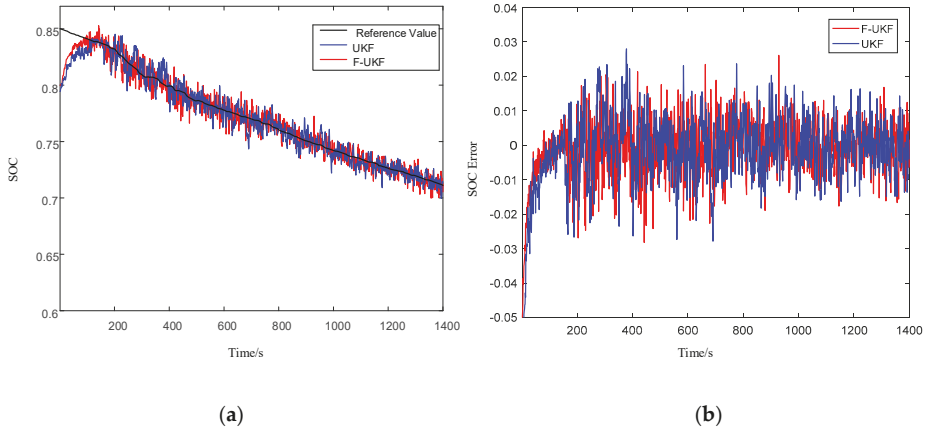 0.85
0.8
0.75
0.7
0.65
0.6
SOC
Reference Value
UKF
F-UKF
200 400 600 800 1000 1200 1400
Time/s
(a)
0.04
0.03
0.02
0.01
0
-0.01
-0.02
-0.03
-0.04
-0.05
SOC Error
F-UKF
UKF
200 400 600 800 1000 1200 1400
Time/s
(b)